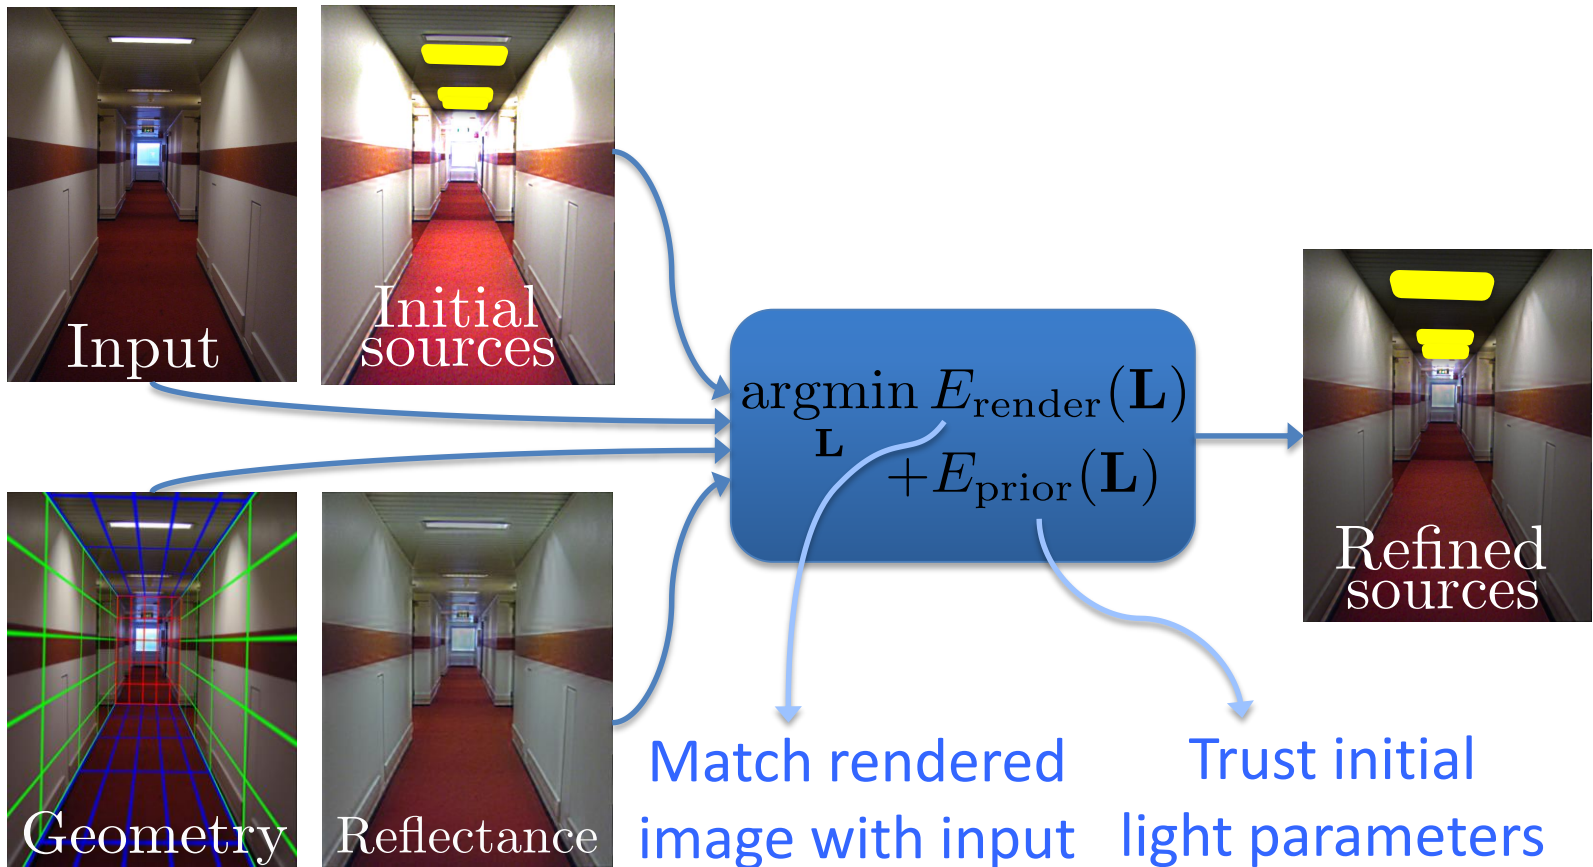 Input
Initial
sources
argmin E_render(L)
L
+E_prior(L)
Refined
sources
Geometry
Reflectance
Match rendered
image with input
Trust initial
light parameters